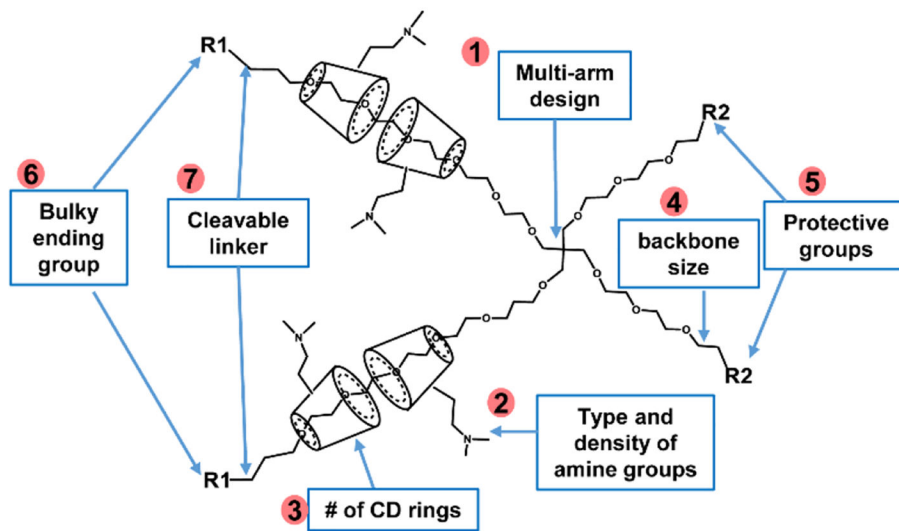 R1
N
1
Multi-arm
design
R2
6
Bulky
ending
group
7
Cleavable
linker
N
O
O
O
O
O
O
O
O
O
O
4
backbone
size
5
Protective
groups
O
O
O
O
O
O
O
O
N
R2
2
Type and
density of
amine groups
N
R1
3
# of CD rings